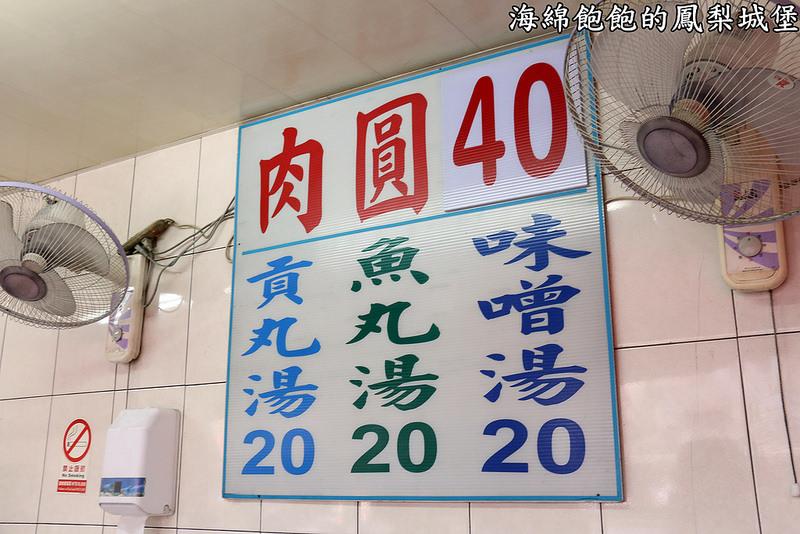 海綿飽飽的鳳梨城堡
肉圓 40
味噌湯 20
魚丸湯 20
貢丸湯 20
禁止吸菸
No Smoking